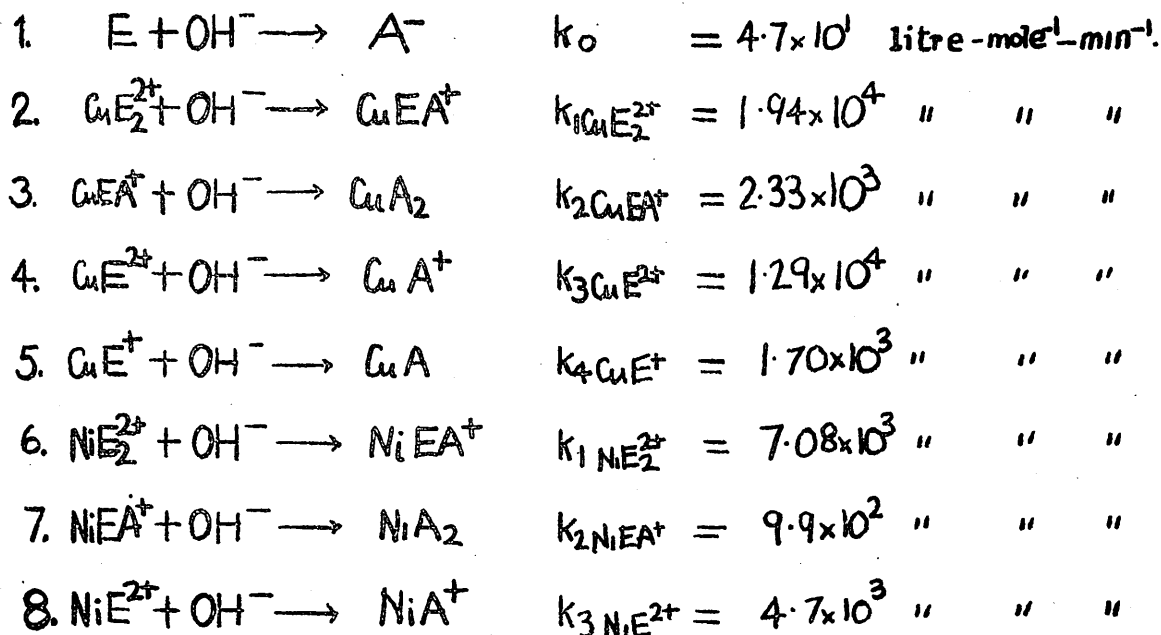 1. E + OH⁻ ⟶ A⁻ k₀ = 4.7×10¹ litre-mole⁻¹-min⁻¹.
2. CuE₂²⁺ + OH⁻ ⟶ CuEA⁺ k₁CuE₂²⁺ = 1.94×10⁴ " " "
3. CuEA⁺ + OH⁻ ⟶ CuA₂ k₂CuEA⁺ = 2.33×10³ " " "
4. CuE²⁺ + OH⁻ ⟶ CuA⁺ k₃CuE²⁺ = 1.29×10⁴ " " "
5. CuE⁺ + OH⁻ ⟶ CuA k₄CuE⁺ = 1.70×10³ " " "
6. NiE₂²⁺ + OH⁻ ⟶ NiEA⁺ k₁NiE₂²⁺ = 7.08×10³ " " "
7. NiEA⁺ + OH⁻ ⟶ NiA₂ k₂NiEA⁺ = 9.9×10² " " "
8. NiE²⁺ + OH⁻ ⟶ NiA⁺ k₃NiE²⁺ = 4.7×10³ " " "